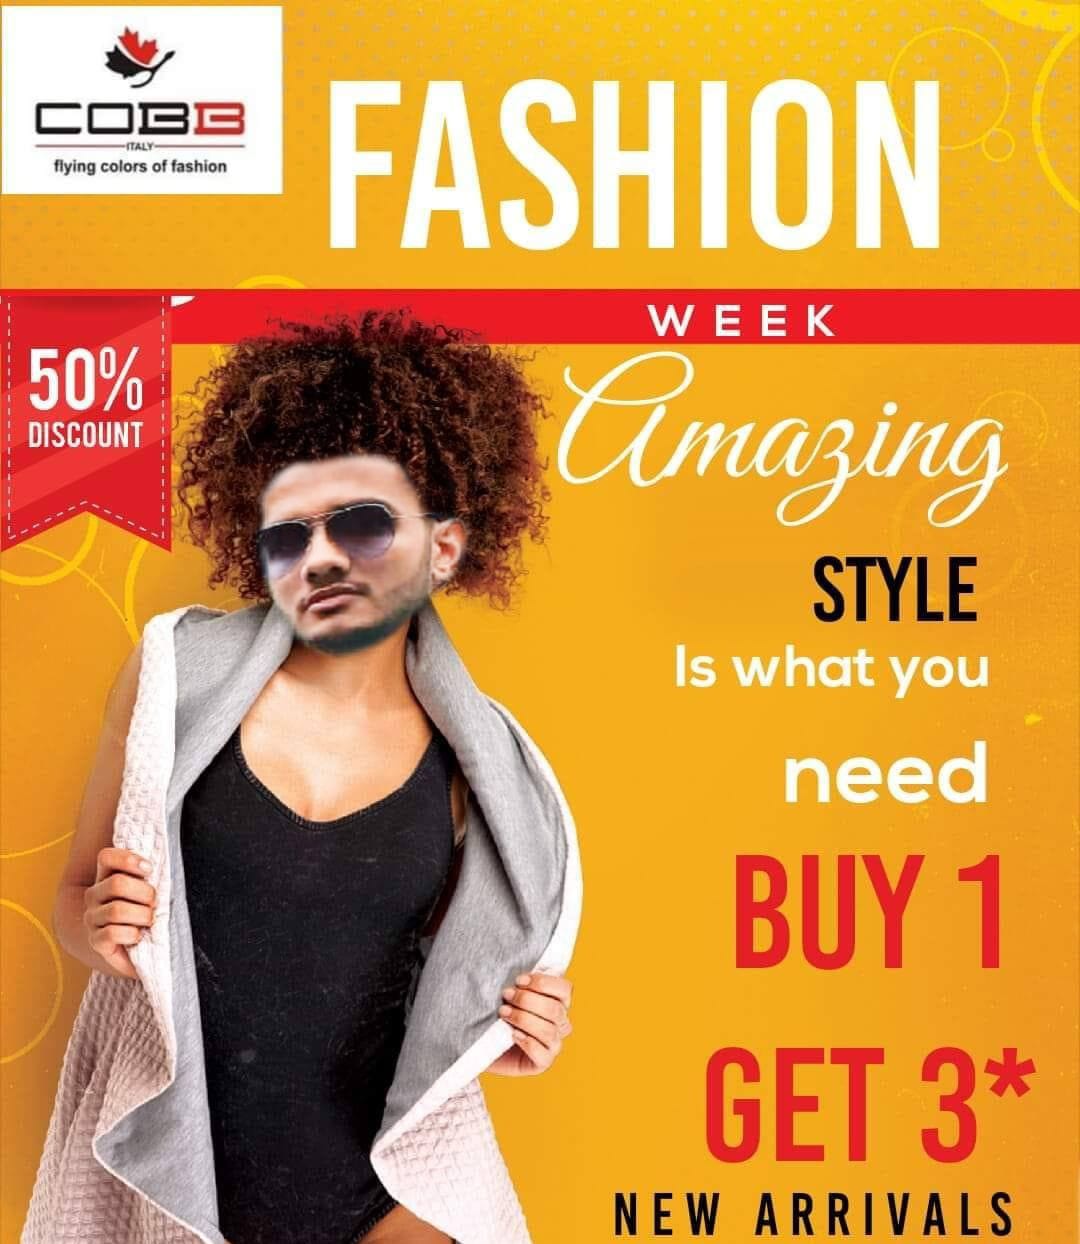 COBB
ITALY
flying colors of fashion
FASHION
WEEK
50%
DISCOUNT
Amazing
STYLE
Is what you
need
BUY 1
GET 3*
NEW ARRIVALS